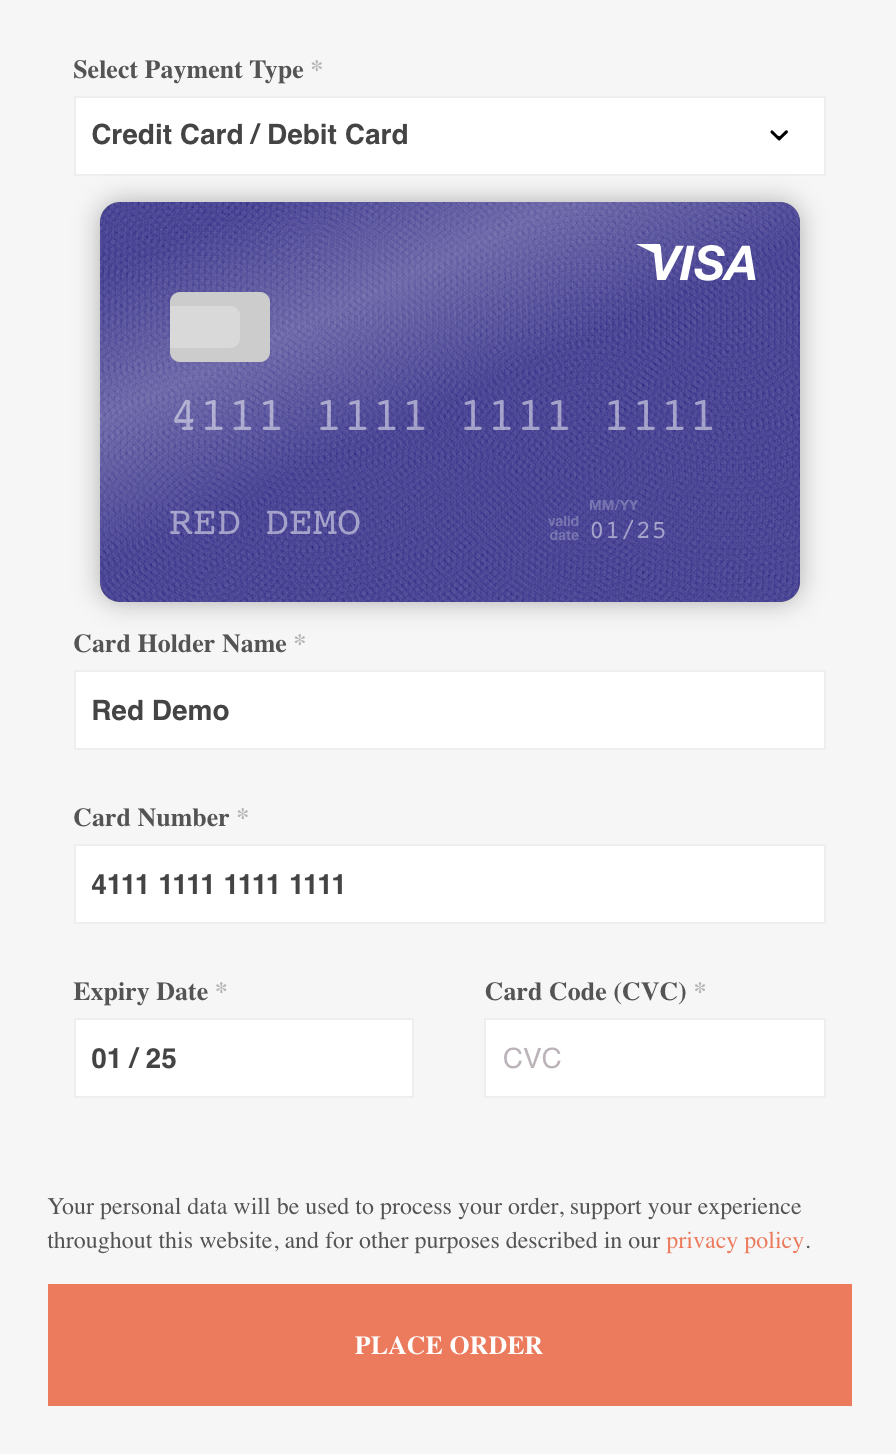 Select Payment Type *
Credit Card / Debit Card
VISA
4111 1111 1111 1111
MM/YY
RED DEMO
valid date
01/25
Card Holder Name *
Red Demo
Card Number *
4111 1111 1111 1111
Expiry Date *
Card Code (CVC) *
01 / 25
CVC
Your personal data will be used to process your order, support your experience
throughout this website, and for other purposes described in our privacy policy.
PLACE ORDER